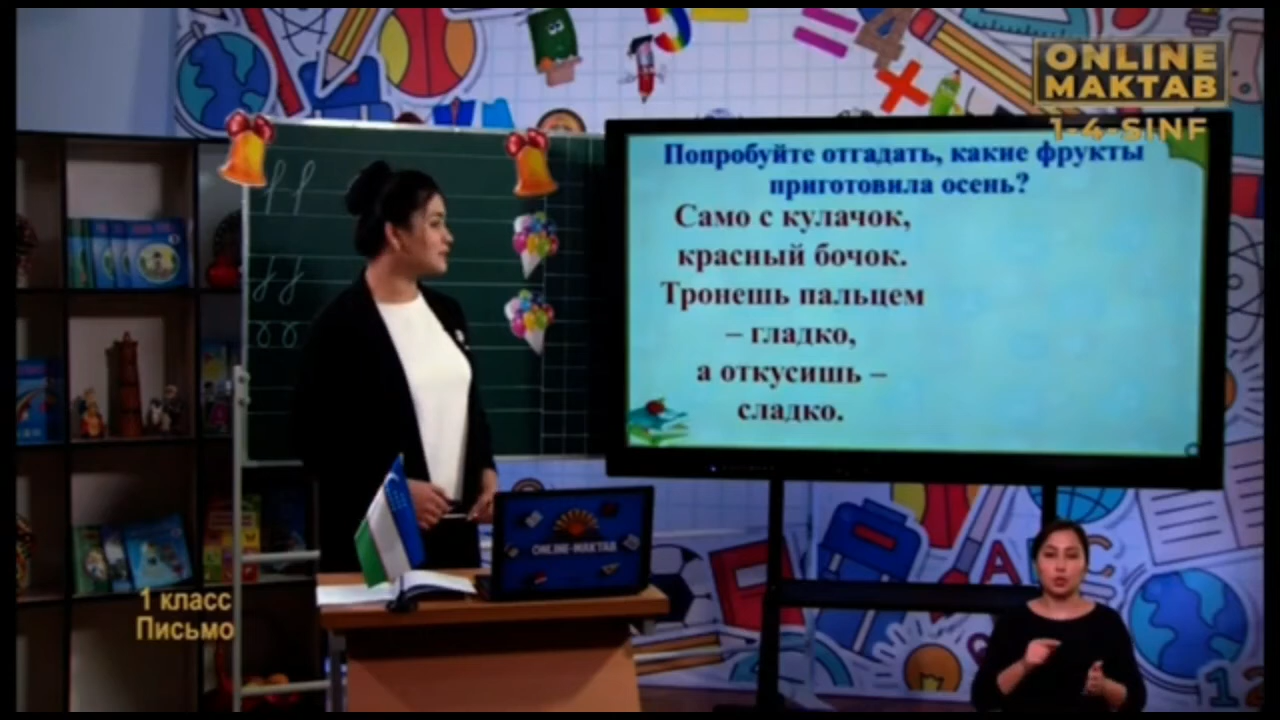 ONLINE
MAKTAB
1-4-SINF
Попробуйте отгадать, какие фрукты
приготовила осень?
Само с кулачок,
красный бочок.
Тронешь пальцем
– гладко,
а откусишь –
сладко.
ONLINE-MAKTAB
1 класс
Письмо